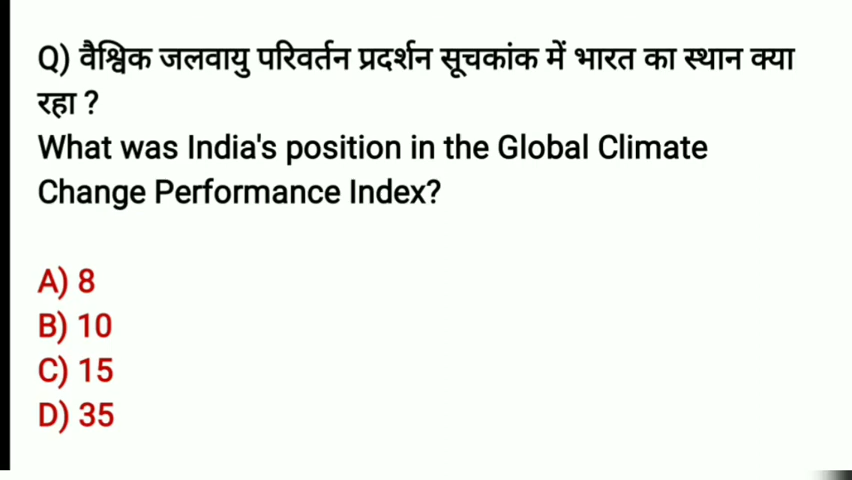 Q) वैश्विक जलवायु परिवर्तन प्रदर्शन सूचकांक में भारत का स्थान क्या
रहा ?
What was India's position in the Global Climate
Change Performance Index?
A) 8
B) 10
C) 15
D) 35